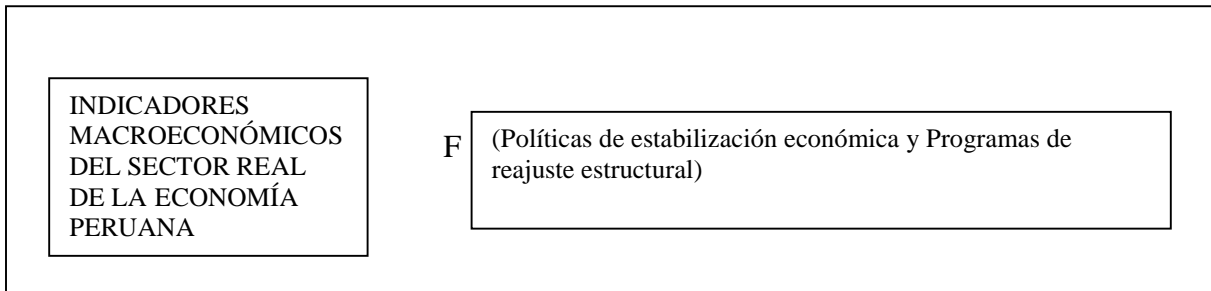 INDICADORES
MACROECONÓMICOS
DEL SECTOR REAL
DE LA ECONOMÍA
PERUANA
F
(Políticas de estabilización económica y Programas de
reajuste estructural)